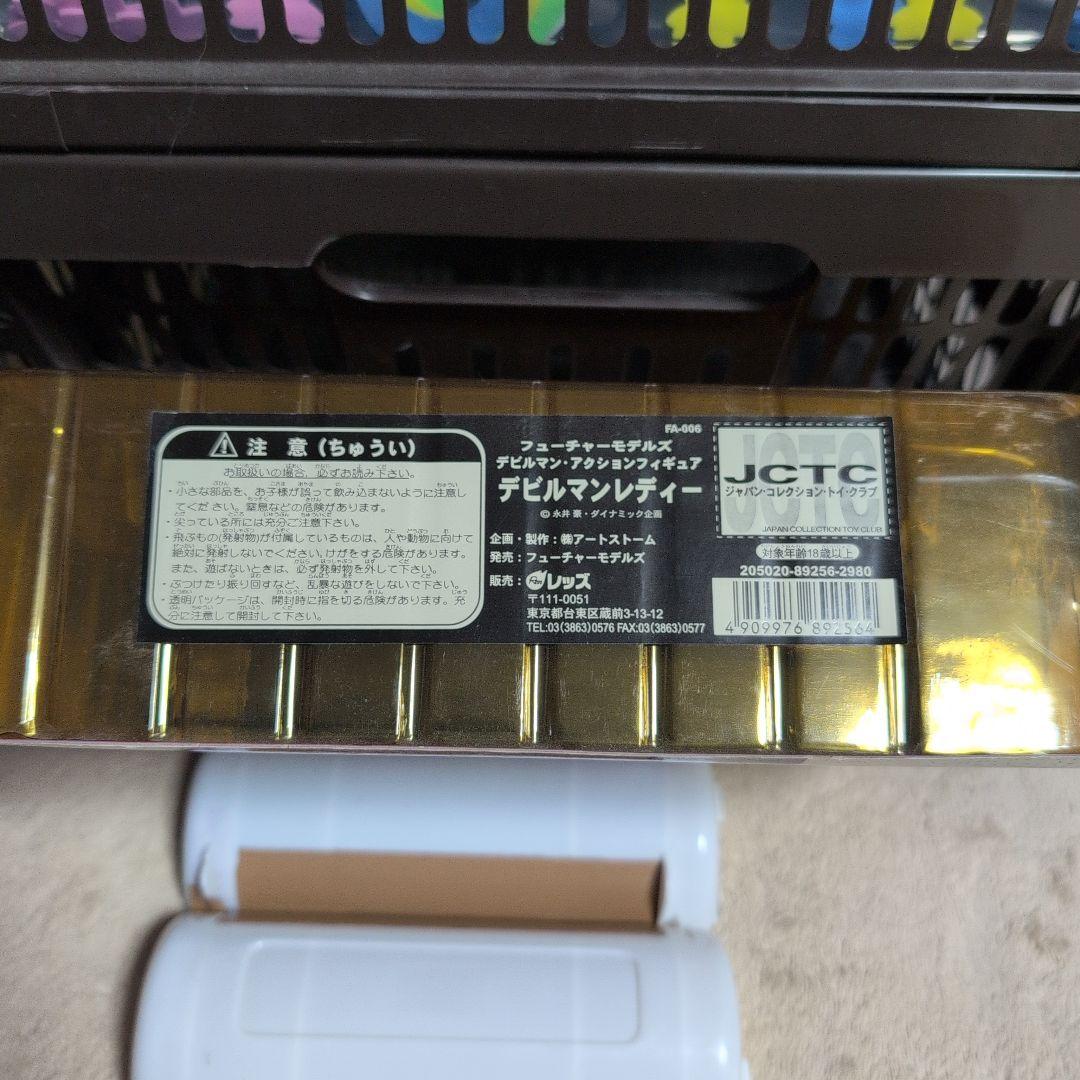 注意(ちゅうい)
お取扱いの場合、必ずお読み下さい。
・小さな部品を、お子様が誤って飲み込まないように注意し
てください。窒息などの危険があります。
・尖っている所には充分ご注意下さい。
・飛ぶもの(発射物)が付属しているものは、人や動物に向けて
絶対に発射しないでください。けがをする危険があります。
また、遊ばないときは、必ず発射物を外して下さい。
・ぶつけたり振り回すなど、乱暴な遊びをしないで下さい。
・透明パッケージは、開封時に指を切る危険があります。充
分に注意して開封して下さい。
FA-006
フューチャーモデルズ
デビルマン・アクションフィギュア
デビルマンレディー
© 永井 豪・ダイナミック企画
企画・製作:㈱アートストーム
発売:フューチャーモデルズ
販売:レッズ
〒111-0051
東京都台東区蔵前3-13-12
TEL:03(3863)0576 FAX:03(3863)0577
JCTC
JCTC
ジャパン・コレクション・トイ・クラブ
JAPAN COLLECTION TOY CLUB
対象年齢18歳以上
205020-89256-2980
4 909976 892564